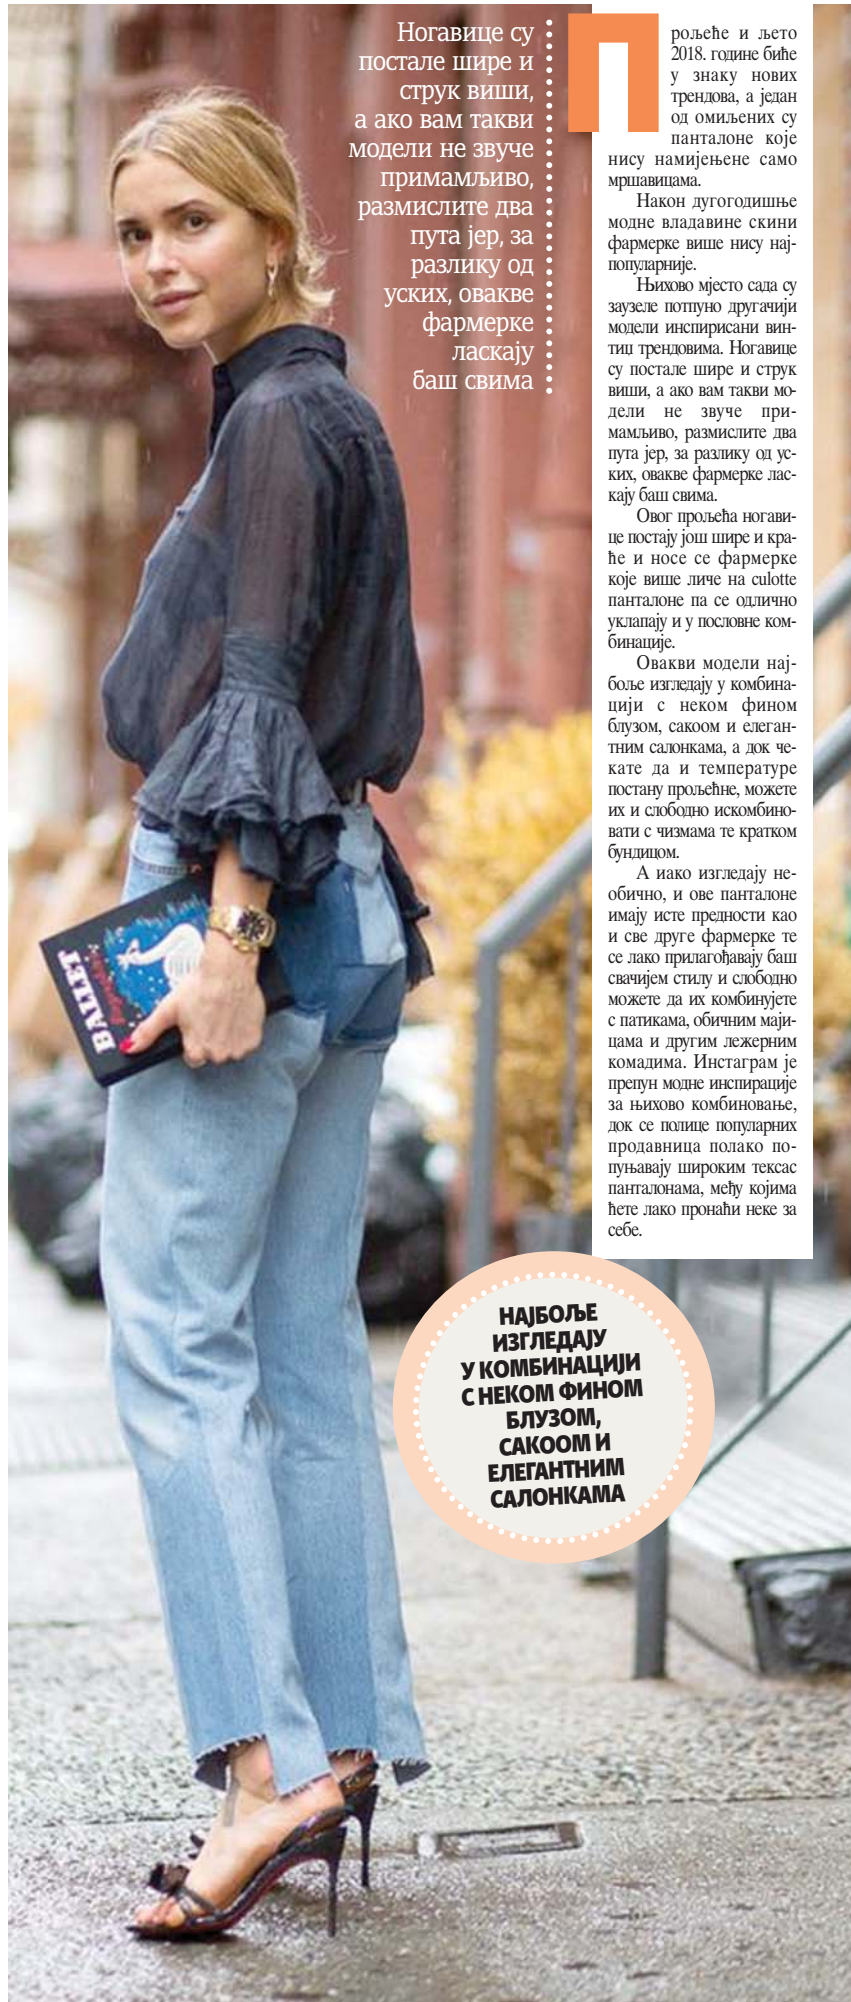 Ногавице су
постале шире и
струк виши,
а ако вам такви
модели не звуче
примамљиво,
размислите два
пута јер, за
разлику од
уских, овакве
фармерке
ласкају
баш свима
Прољеће и љето
2018. године биће
у знаку нових
трендова, а један
од омиљених су
панталоне које
нису намијењене само
мршавицама.
Након дугогодишње
модне владавине скини
фармерке више нису нај-
популарније.
Њихово мјесто сада су
заузеле потпуно другачији
модели инспирисани вин-
тиџ трендовима. Ногавице
су постале шире и струк
виши, а ако вам такви мо-
дели не звуче при-
мамљиво, размислите два
пута јер, за разлику од ус-
ких, овакве фармерке лас-
кају баш свима.
Овог прољећа ногави-
це постају још шире и кра-
ће и носе се фармерке
које више личе на culotte
панталоне па се одлично
уклапају и у пословне ком-
бинације.
Овакви модели нај-
боље изгледају у комбина-
цији с неком фином
блузом, сакоом и елеган-
тним салонкама, а док че-
кате да и температуре
постану прољећне, можете
их и слободно искомбино-
вати с чизмама те кратком
бундицом.
А иако изгледају не-
обично, и ове панталоне
имају исте предности као
и све друге фармерке те
се лако прилагођавају баш
свачијем стилу и слободно
можете да их комбинујете
с патикама, обичним маји-
цама и другим лежерним
комадима. Инстаграм је
препун модне инспирације
за њихово комбиновање,
док се полице популарних
продавница полако по-
пуњавају широким тексас
панталонама, међу којима
ћете лако пронаћи неке за
себе.
BALLET
НАЈБОЉЕ
ИЗГЛЕДАЈУ
У КОМБИНАЦИЈИ
С НЕКОМ ФИНОМ
БЛУЗОМ,
САКООМ И
ЕЛЕГАНТНИМ
САЛОНКАМА